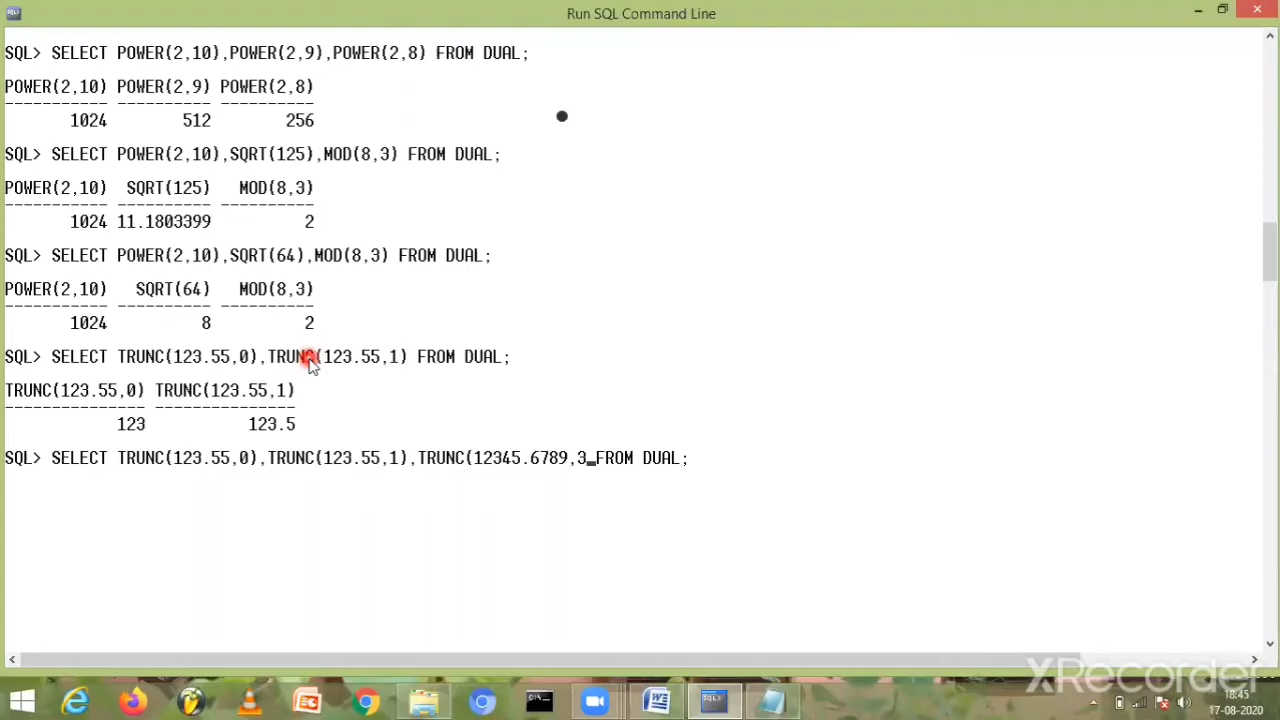 Run SQL Command Line
SQL> SELECT POWER(2,10),POWER(2,9),POWER(2,8) FROM DUAL;
POWER(2,10) POWER(2,9) POWER(2,8)
----------- ---------- ----------
1024 512 256
SQL> SELECT POWER(2,10),SQRT(125),MOD(8,3) FROM DUAL;
POWER(2,10) SQRT(125) MOD(8,3)
----------- ---------- ----------
1024 11.1803399 2
SQL> SELECT POWER(2,10),SQRT(64),MOD(8,3) FROM DUAL;
POWER(2,10) SQRT(64) MOD(8,3)
----------- ---------- ----------
1024 8 2
SQL> SELECT TRUNC(123.55,0),TRUNC(123.55,1) FROM DUAL;
TRUNC(123.55,0) TRUNC(123.55,1)
--------------- ---------------
123 123.5
SQL> SELECT TRUNC(123.55,0),TRUNC(123.55,1),TRUNC(12345.6789,3_FROM DUAL;
XRecorder
18:45
17-08-2020